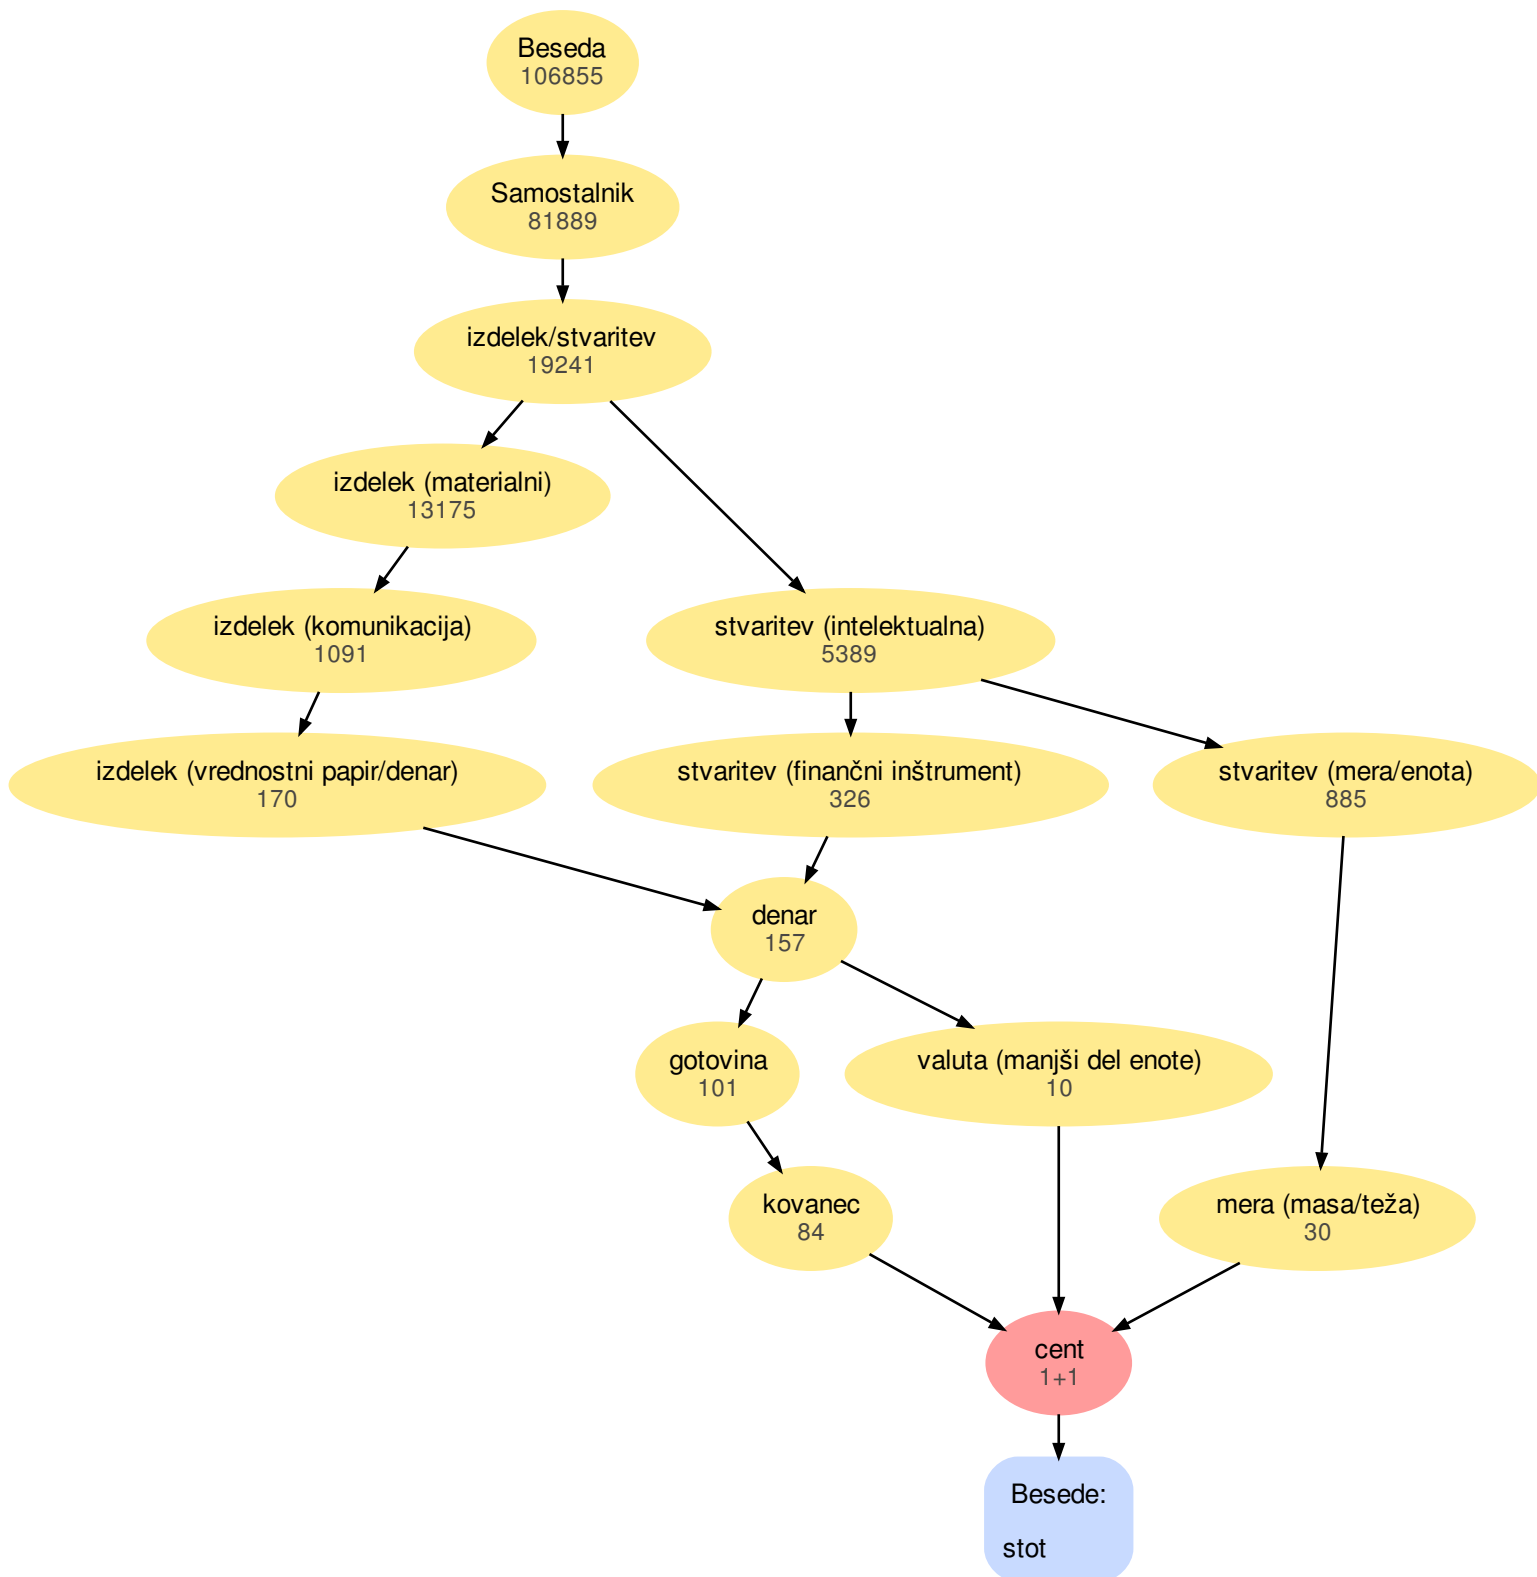 Beseda
106855
Samostalnik
81889
izdelek/stvaritev
19241
izdelek (materialni)
13175
izdelek (komunikacija)
1091
stvaritev (intelektualna)
5389
izdelek (vrednostni papir/denar)
170
stvaritev (finančni inštrument)
326
stvaritev (mera/enota)
885
denar
157
gotovina
101
valuta (manjši del enote)
10
kovanec
84
mera (masa/teža)
30
cent
1+1
Besede:
stot